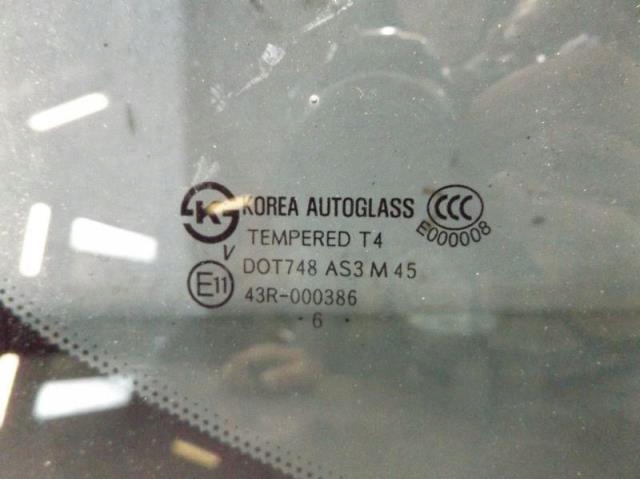 K KOREA AUTOGLASS CCC
E000008
TEMPERED T4
V
DOT748 AS3 M 45
E11 43R-000386
· 6 ·